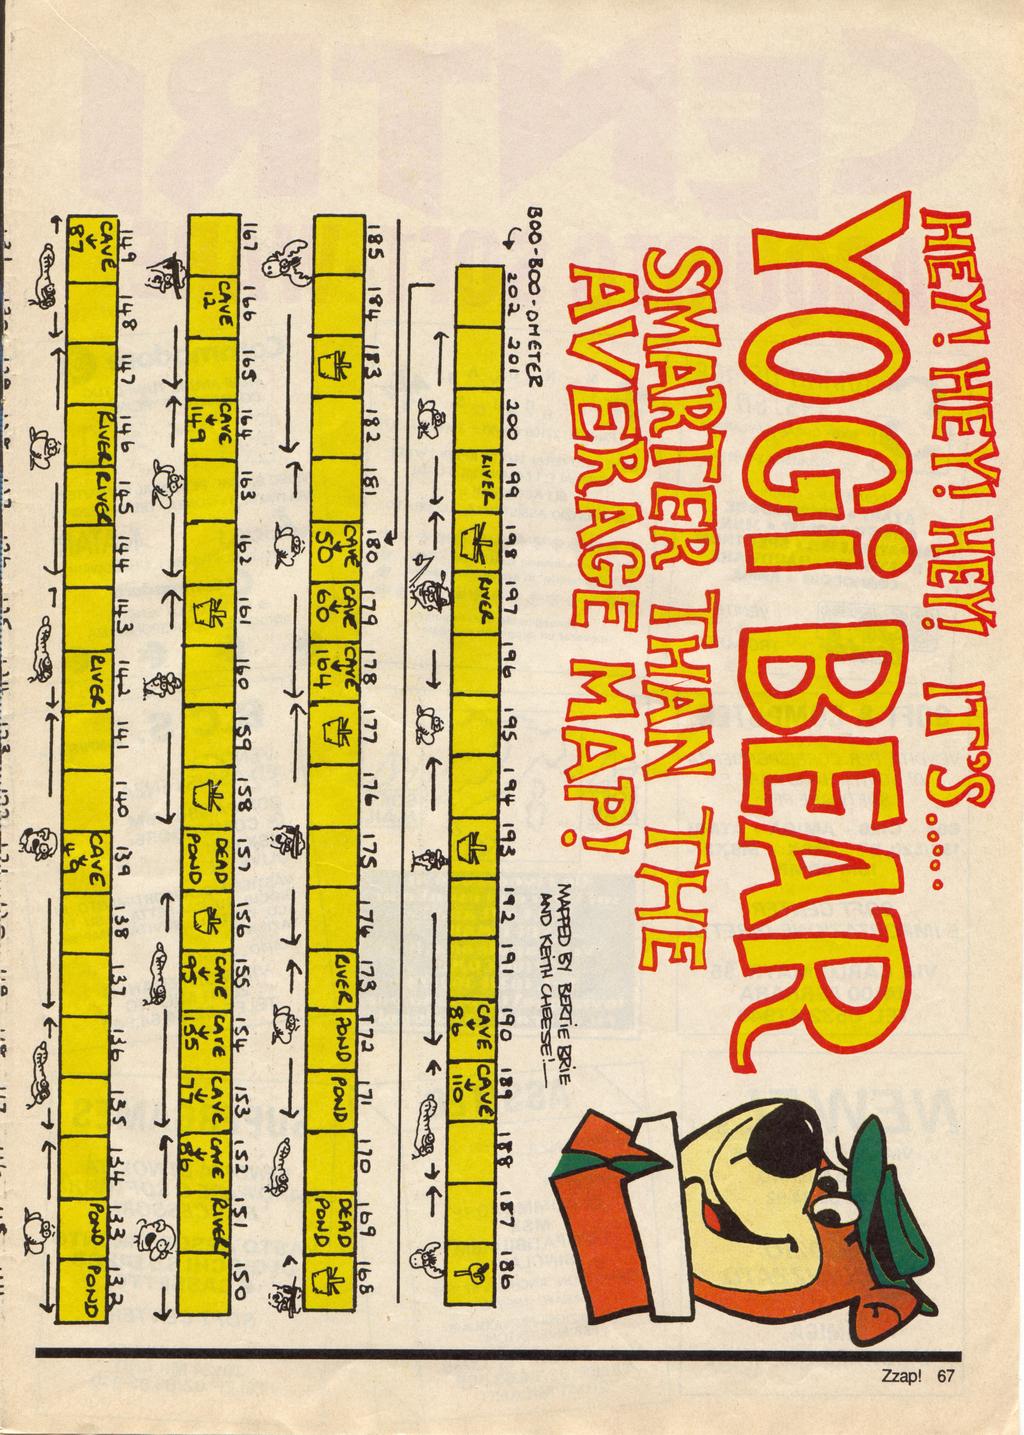 HEY! HEY! HEY! IT'S.....
YOGi BEAR
SMARTER THAN THE
AVERAGE MAP!
MAPPED BY BERTIE BRIE
AND KEITH CHEESE!
BOO-BOO-OMETER
202 201 200 199 198 197 196 195 194 193 192 191 190 189 188 187 186
RIVER RIVER CAVE 86 CAVE 110
185 184 183 182 181 180 179 178 177 176 175 174 173 172 171 170 169 168
CAVE 50 CAVE 60 CAVE 164 RIVER POND POND DEAD POND
167 166 165 164 163 162 161 160 159 158 157 156 155 154 153 152 151 150
CAVE 12 CAVE 149 DEAD POND CAVE 95 CAVE 155 CAVE 77 CAVE 86 RIVER
149 148 147 146 145 144 143 142 141 140 139 138 137 136 135 134 133 132
CAVE 87 RIVER RIVER RIVER CAVE 49 POND POND
Zzap! 67